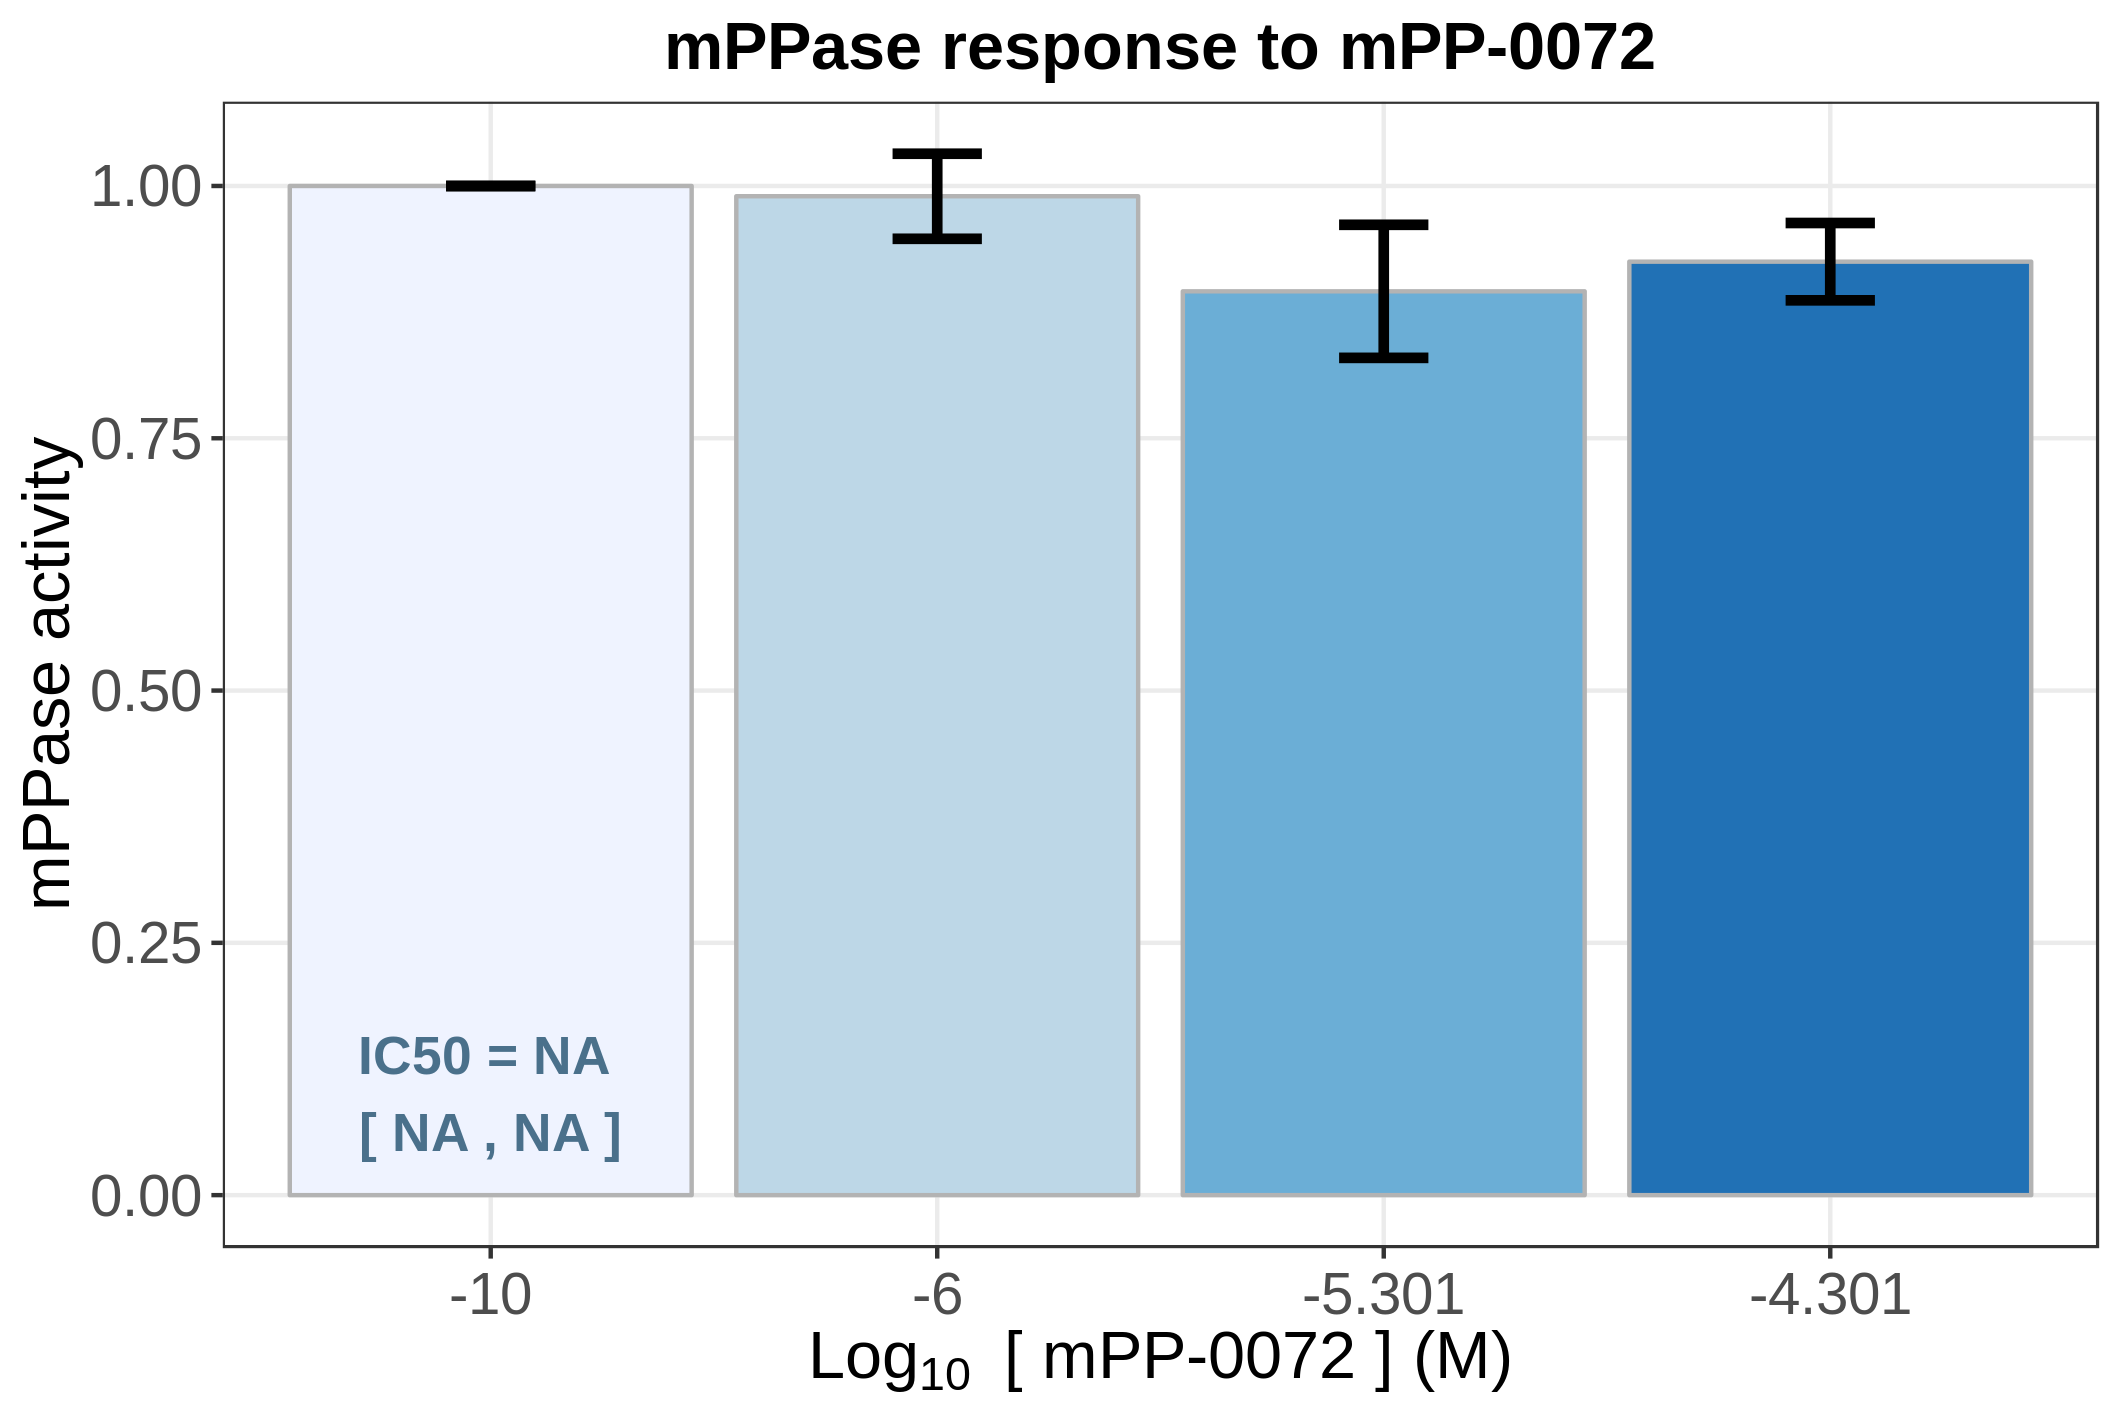 mPPase response to mPP-0072
mPPase activity
1.00
0.75
0.50
0.25
0.00
IC50 = NA
[ NA , NA ]
-10
-6
-5.301
-4.301
Log10 [ mPP-0072 ] (M)